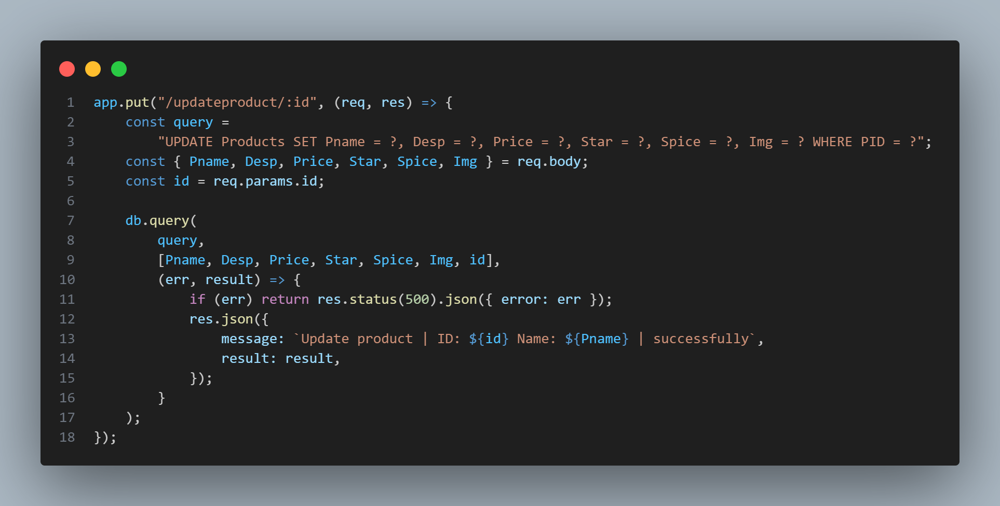 1 app.put("/updateproduct/:id", (req, res) => {
2     const query =
3         "UPDATE Products SET Pname = ?, Desp = ?, Price = ?, Star = ?, Spice = ?, Img = ? WHERE PID = ?";
4     const { Pname, Desp, Price, Star, Spice, Img } = req.body;
5     const id = req.params.id;
6
7     db.query(
8         query,
9         [Pname, Desp, Price, Star, Spice, Img, id],
10         (err, result) => {
11             if (err) return res.status(500).json({ error: err });
12             res.json({
13                 message: `Update product | ID: ${id} Name: ${Pname} | successfully`,
14                 result: result,
15             });
16         }
17     );
18 });